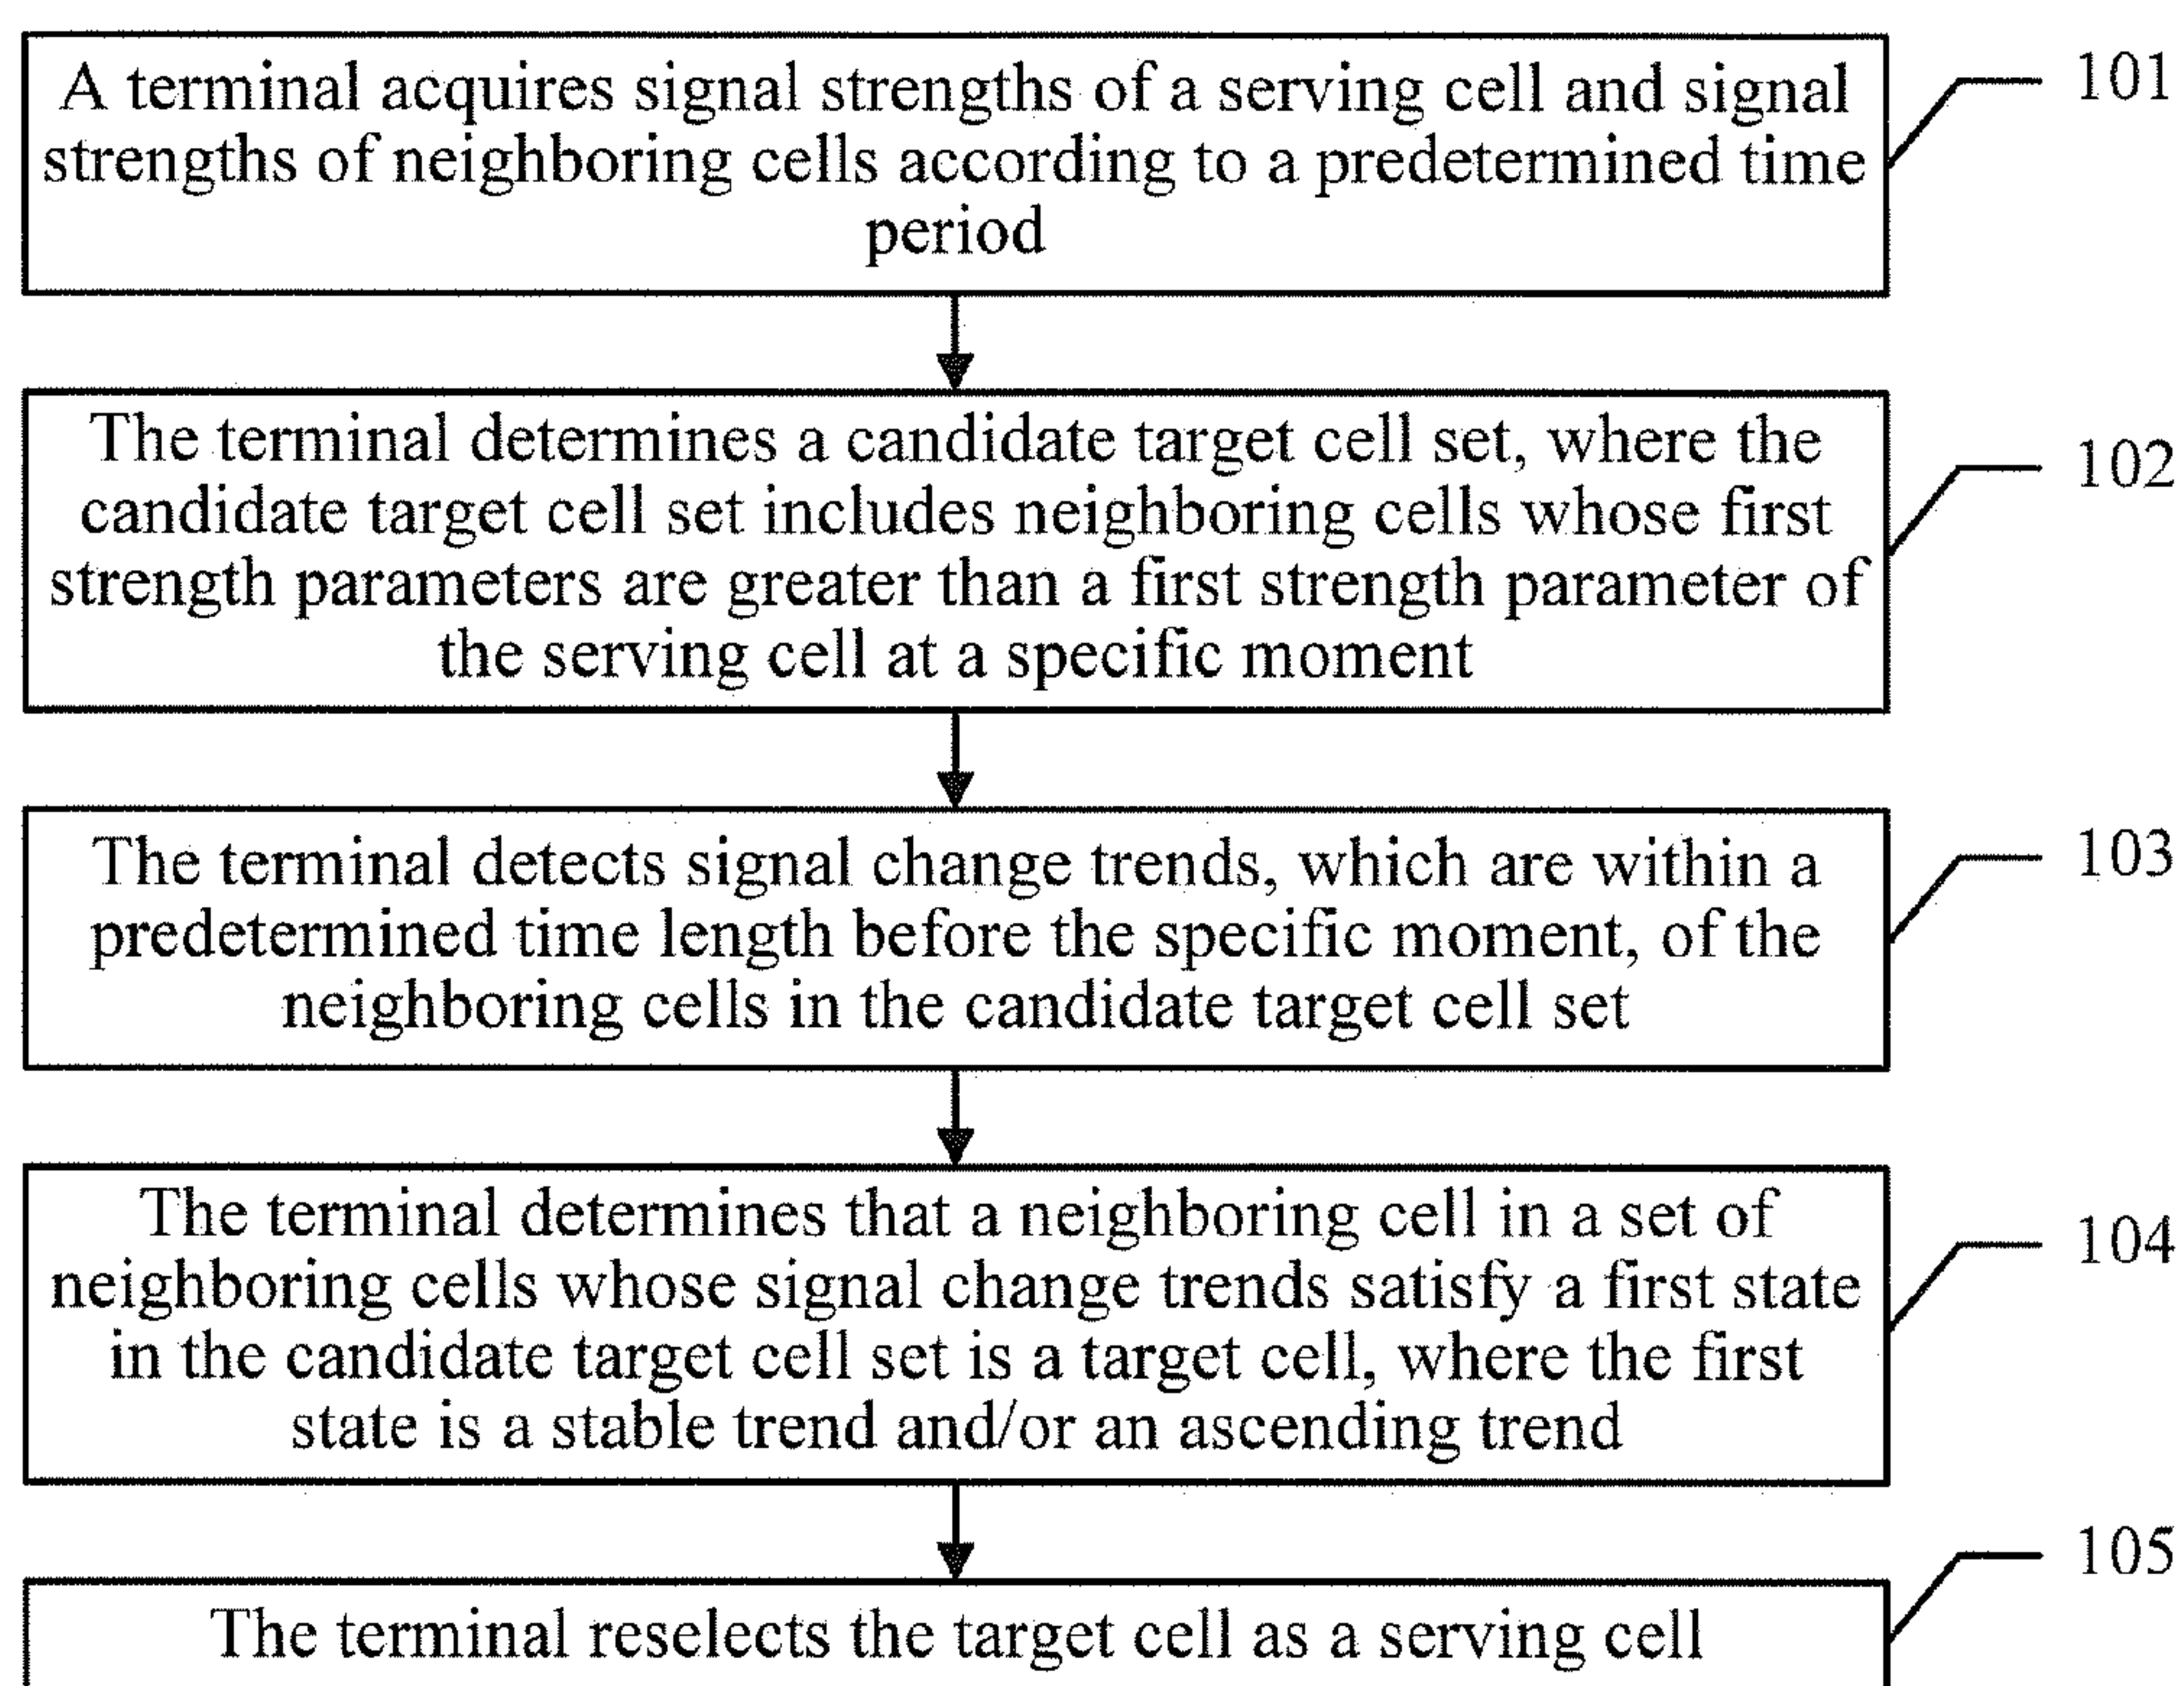 A terminal acquires signal strengths of a serving cell and signal
strengths of neighboring cells according to a predetermined time
period
101
The terminal determines a candidate target cell set, where the
candidate target cell set includes neighboring cells whose first
strength parameters are greater than a first strength parameter of
the serving cell at a specific moment
102
The terminal detects signal change trends, which are within a
predetermined time length before the specific moment, of the
neighboring cells in the candidate target cell set
103
The terminal determines that a neighboring cell in a set of
neighboring cells whose signal change trends satisfy a first state
in the candidate target cell set is a target cell, where the first
state is a stable trend and/or an ascending trend
104
The terminal reselects the target cell as a serving cell
105